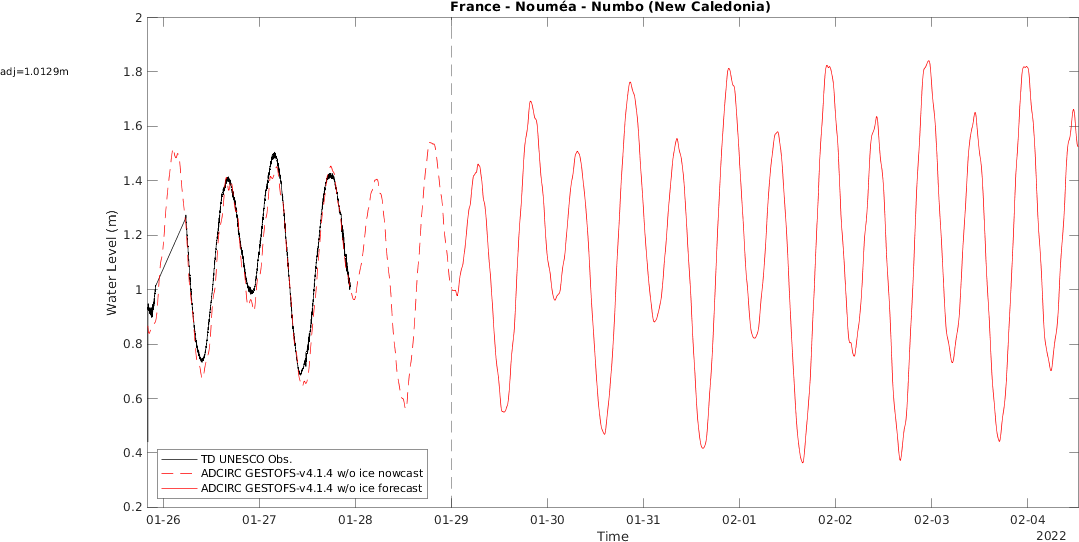 France - Nouméa - Numbo (New Caledonia)
adj=1.0129m
2
1.8
1.6
1.4
1.2
1
0.8
0.6
0.4
0.2
Water Level (m)
TD UNESCO Obs.
ADCIRC GESTOFS-v4.1.4 w/o ice nowcast
ADCIRC GESTOFS-v4.1.4 w/o ice forecast
01-26 01-27 01-28 01-29 01-30 01-31 02-01 02-02 02-03 02-04
Time
2022